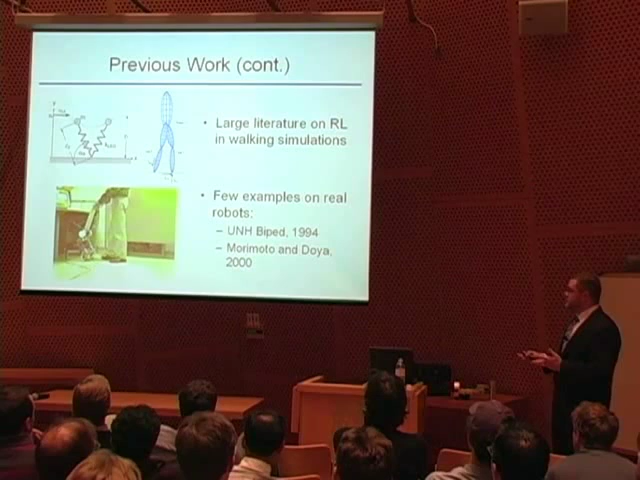 Previous Work (cont.)
• Large literature on RL
in walking simulations
• Few examples on real
robots:
– UNH Biped, 1994
– Morimoto and Doya,
2000